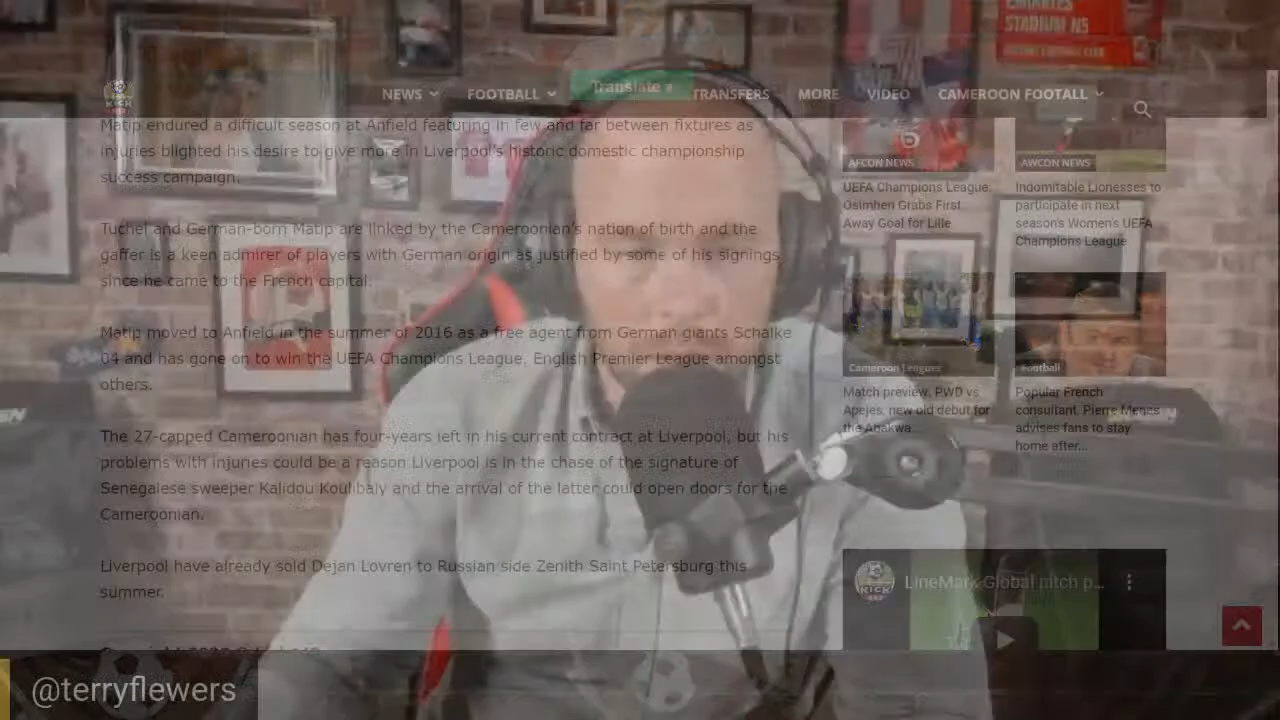 EMIRATES
STADIUM N5
NEWS
FOOTBALL
Translate »
TRANSFERS
MORE
VIDEO
CAMEROON FOOTALL
KICK
Matip endured a difficult season at Anfield featuring in few and far between fixtures as
injuries blighted his desire to give more in Liverpool's historic domestic championship
success campaign.
Tuchel and German-born Matip are linked by the Cameroonian's nation of birth and the
gaffer is a keen admirer of players with German origin as justified by some of his signings
since he came to the French capital.
Matip moved to Anfield in the summer of 2016 as a free agent from German giants Schalke
04 and has gone on to win the UEFA Champions League, English Premier League amongst
others.
The 27-capped Cameroonian has four-years left in his current contract at Liverpool, but his
problems with injuries could be a reason Liverpool is in the chase of the signature of
Senegalese sweeper Kalidou Koulibaly and the arrival of the latter could open doors for the
Cameroonian.
Liverpool have already sold Dejan Lovren to Russian side Zenith Saint Petersburg this
summer.
AFCON NEWS
UEFA Champions League:
Osimhen Grabs First
Away Goal for Lille
AWCON NEWS
Indomitable Lionesses to
participate in next
season's Women's UEFA
Champions League
Cameroon Leagues
Match preview, PWD vs
Apejes, new old debut for
the Abakwa...
Football
Popular French
consultant, Pierre Menes
advises fans to stay
home after...
LineMark Global pitch p...
@terryflewers